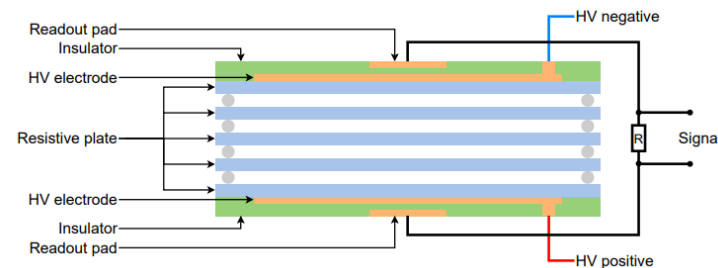 HV negative
Readout pad
Insulator
HV electrode
Resistive plate
R
Signa
HV electrode
Insulator
Readout pad
HV positive